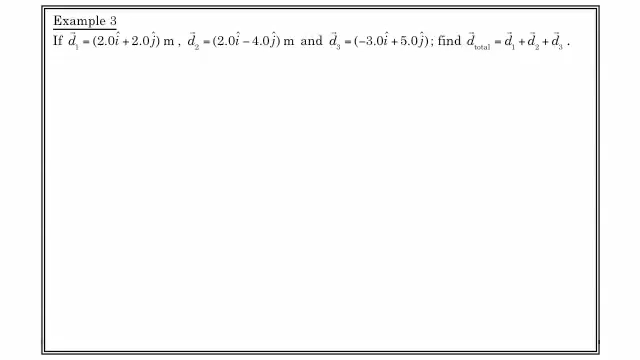 Example 3
If d⃗₁ = (2.0î + 2.0ĵ) m , d⃗₂ = (2.0î − 4.0ĵ) m and d⃗₃ = (−3.0î + 5.0ĵ) ; find d⃗_total = d⃗₁ + d⃗₂ + d⃗₃ .